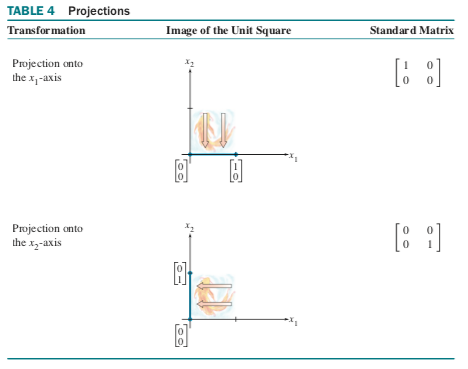 TABLE 4 Projections
Transformation Image of the Unit Square Standard Matrix
Projection onto
the x₁-axis
x₂
x₁
[0
0]
[1
0]
[1 0
0 0]
Projection onto
the x₂-axis
x₂
[0
1]
x₁
[0
0]
[0 0
0 1]